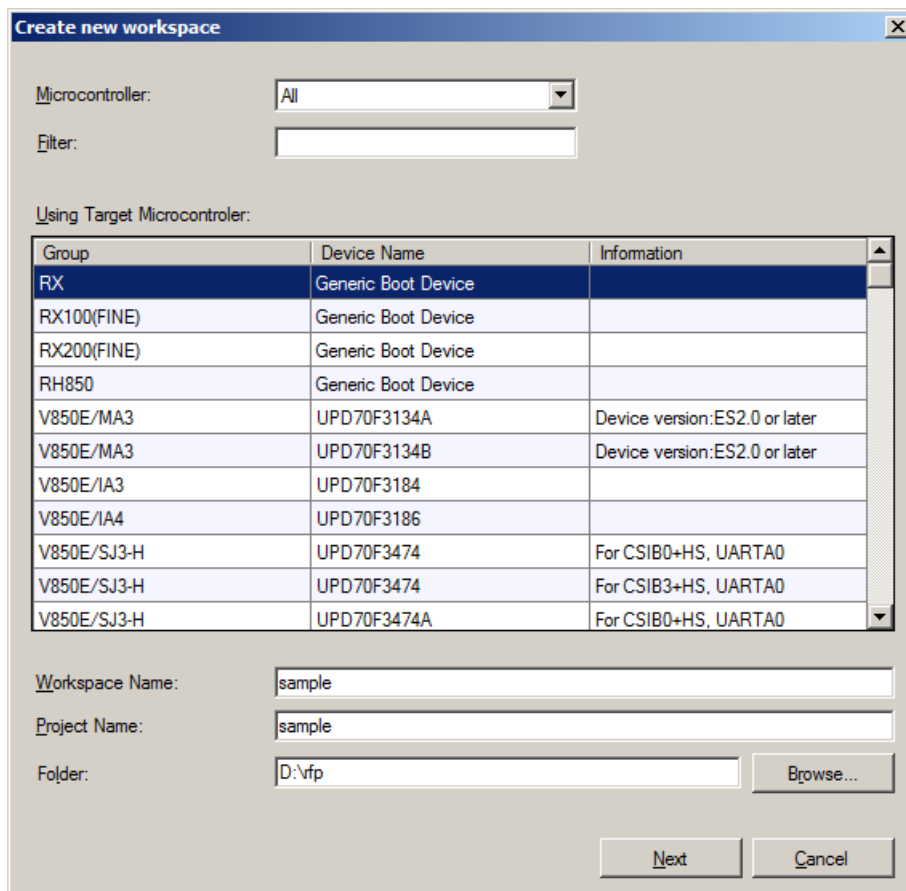 Create new workspace
Microcontroller: All
Filter:
Using Target Microcontroler:
Group Device Name Information
RX Generic Boot Device
RX100(FINE) Generic Boot Device
RX200(FINE) Generic Boot Device
RH850 Generic Boot Device
V850E/MA3 UPD70F3134A Device version:ES2.0 or later
V850E/MA3 UPD70F3134B Device version:ES2.0 or later
V850E/IA3 UPD70F3184
V850E/IA4 UPD70F3186
V850E/SJ3-H UPD70F3474 For CSIB0+HS, UARTA0
V850E/SJ3-H UPD70F3474 For CSIB3+HS, UARTA0
V850E/SJ3-H UPD70F3474A For CSIB0+HS, UARTA0
Workspace Name: sample
Project Name: sample
Folder: D:\rfp Browse...
Next Cancel